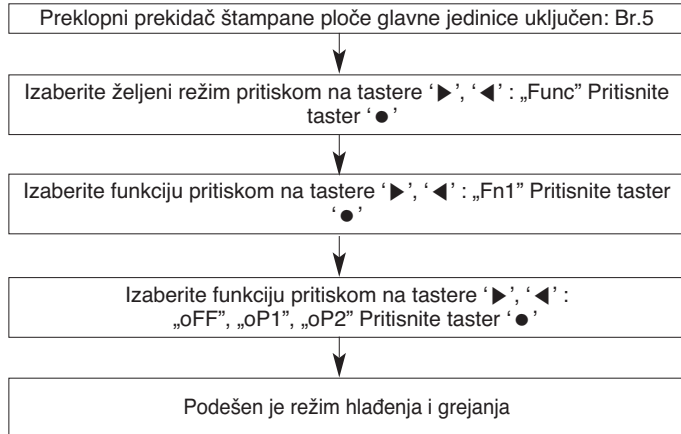 Preklopni prekidač štampane ploče glavne jedinice uključen: Br.5
Izaberite željeni režim pritiskom na tastere ‘▶’, ‘◀’ : „Func” Pritisnite
taster ‘●’
Izaberite funkciju pritiskom na tastere ‘▶’, ‘◀’ : „Fn1” Pritisnite taster
‘●’
Izaberite funkciju pritiskom na tastere ‘▶’, ‘◀’ :
„oFF”, „oP1”, „oP2” Pritisnite taster ‘●’
Podešen je režim hlađenja i grejanja